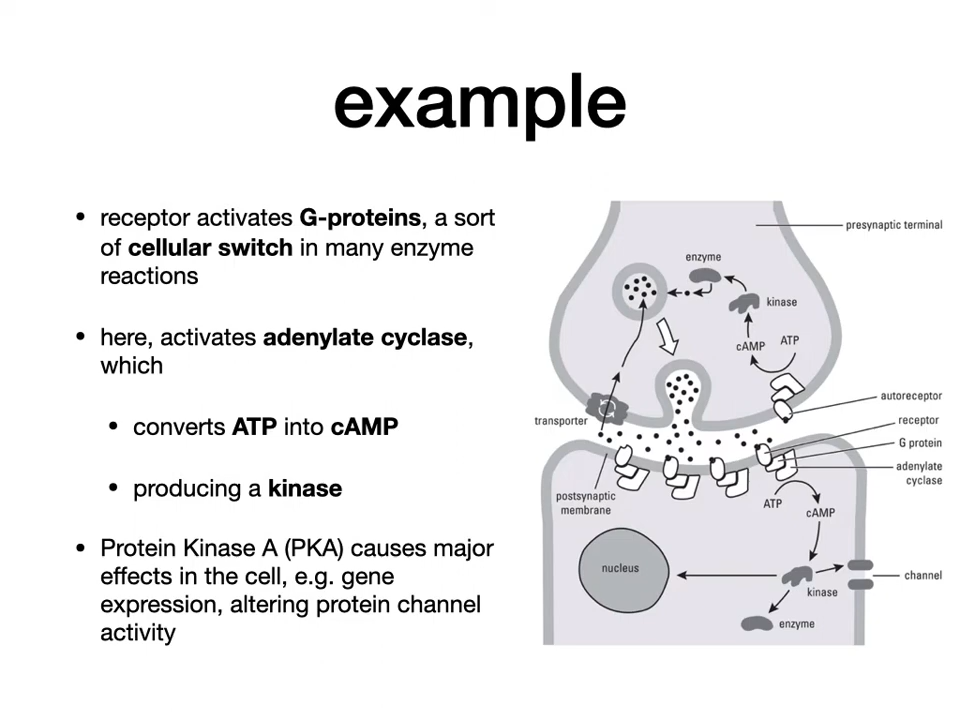 example
• receptor activates G-proteins, a sort
of cellular switch in many enzyme
reactions
• here, activates adenylate cyclase,
which
• converts ATP into cAMP
• producing a kinase
• Protein Kinase A (PKA) causes major
effects in the cell, e.g. gene
expression, altering protein channel
activity
presynaptic terminal
enzyme
kinase
cAMP
ATP
autoreceptor
transporter
receptor
G protein
adenylate
cyclase
postsynaptic
membrane
ATP
cAMP
nucleus
kinase
channel
enzyme